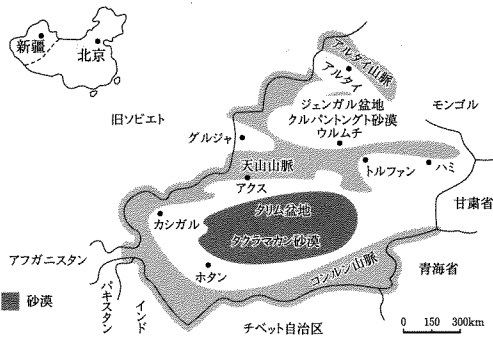 新疆
北京
旧ソビエト
アルタイ山脈
アルタイ
ジュンガル盆地
クルバントングト砂漠
ウルムチ
モンゴル
ゲルジャ
天山山脈
トルファン
ハミ
アクス
甘粛省
カシガル
タリム盆地
タクラマカン砂漠
アフガニスタン
パキスタン
インド
ホタン
コンルン山脈
青海省
砂漠
チベット自治区
0 150 300km